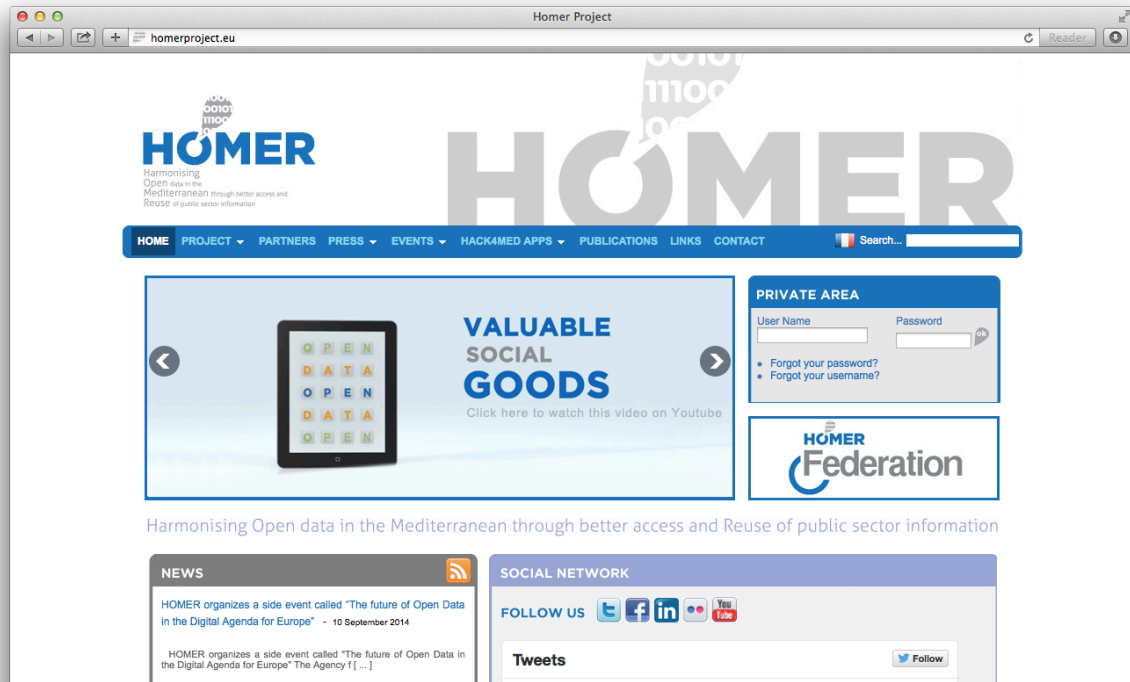 Homer Project
homerproject.eu
Reader
HOMER
Harmonising
Open data in the
Mediterranean through better access and
Reuse of public sector information
HOMER
HOME PROJECT PARTNERS PRESS EVENTS HACK4MED APPS PUBLICATIONS LINKS CONTACT Search...
OPEN
DATA
OPEN
DATA
OPEN
VALUABLE
SOCIAL
GOODS
Click here to watch this video on Youtube
PRIVATE AREA
User Name Password
ok
Forgot your password?
Forgot your username?
HOMER
Federation
Harmonising Open data in the Mediterranean through better access and Reuse of public sector information
NEWS
HOMER organizes a side event called "The future of Open Data
in the Digital Agenda for Europe" - 10 September 2014
HOMER organizes a side event called "The future of Open Data in
the Digital Agenda for Europe" The Agency f [ ... ]
SOCIAL NETWORK
FOLLOW US
in
You
Tube
Tweets
Follow